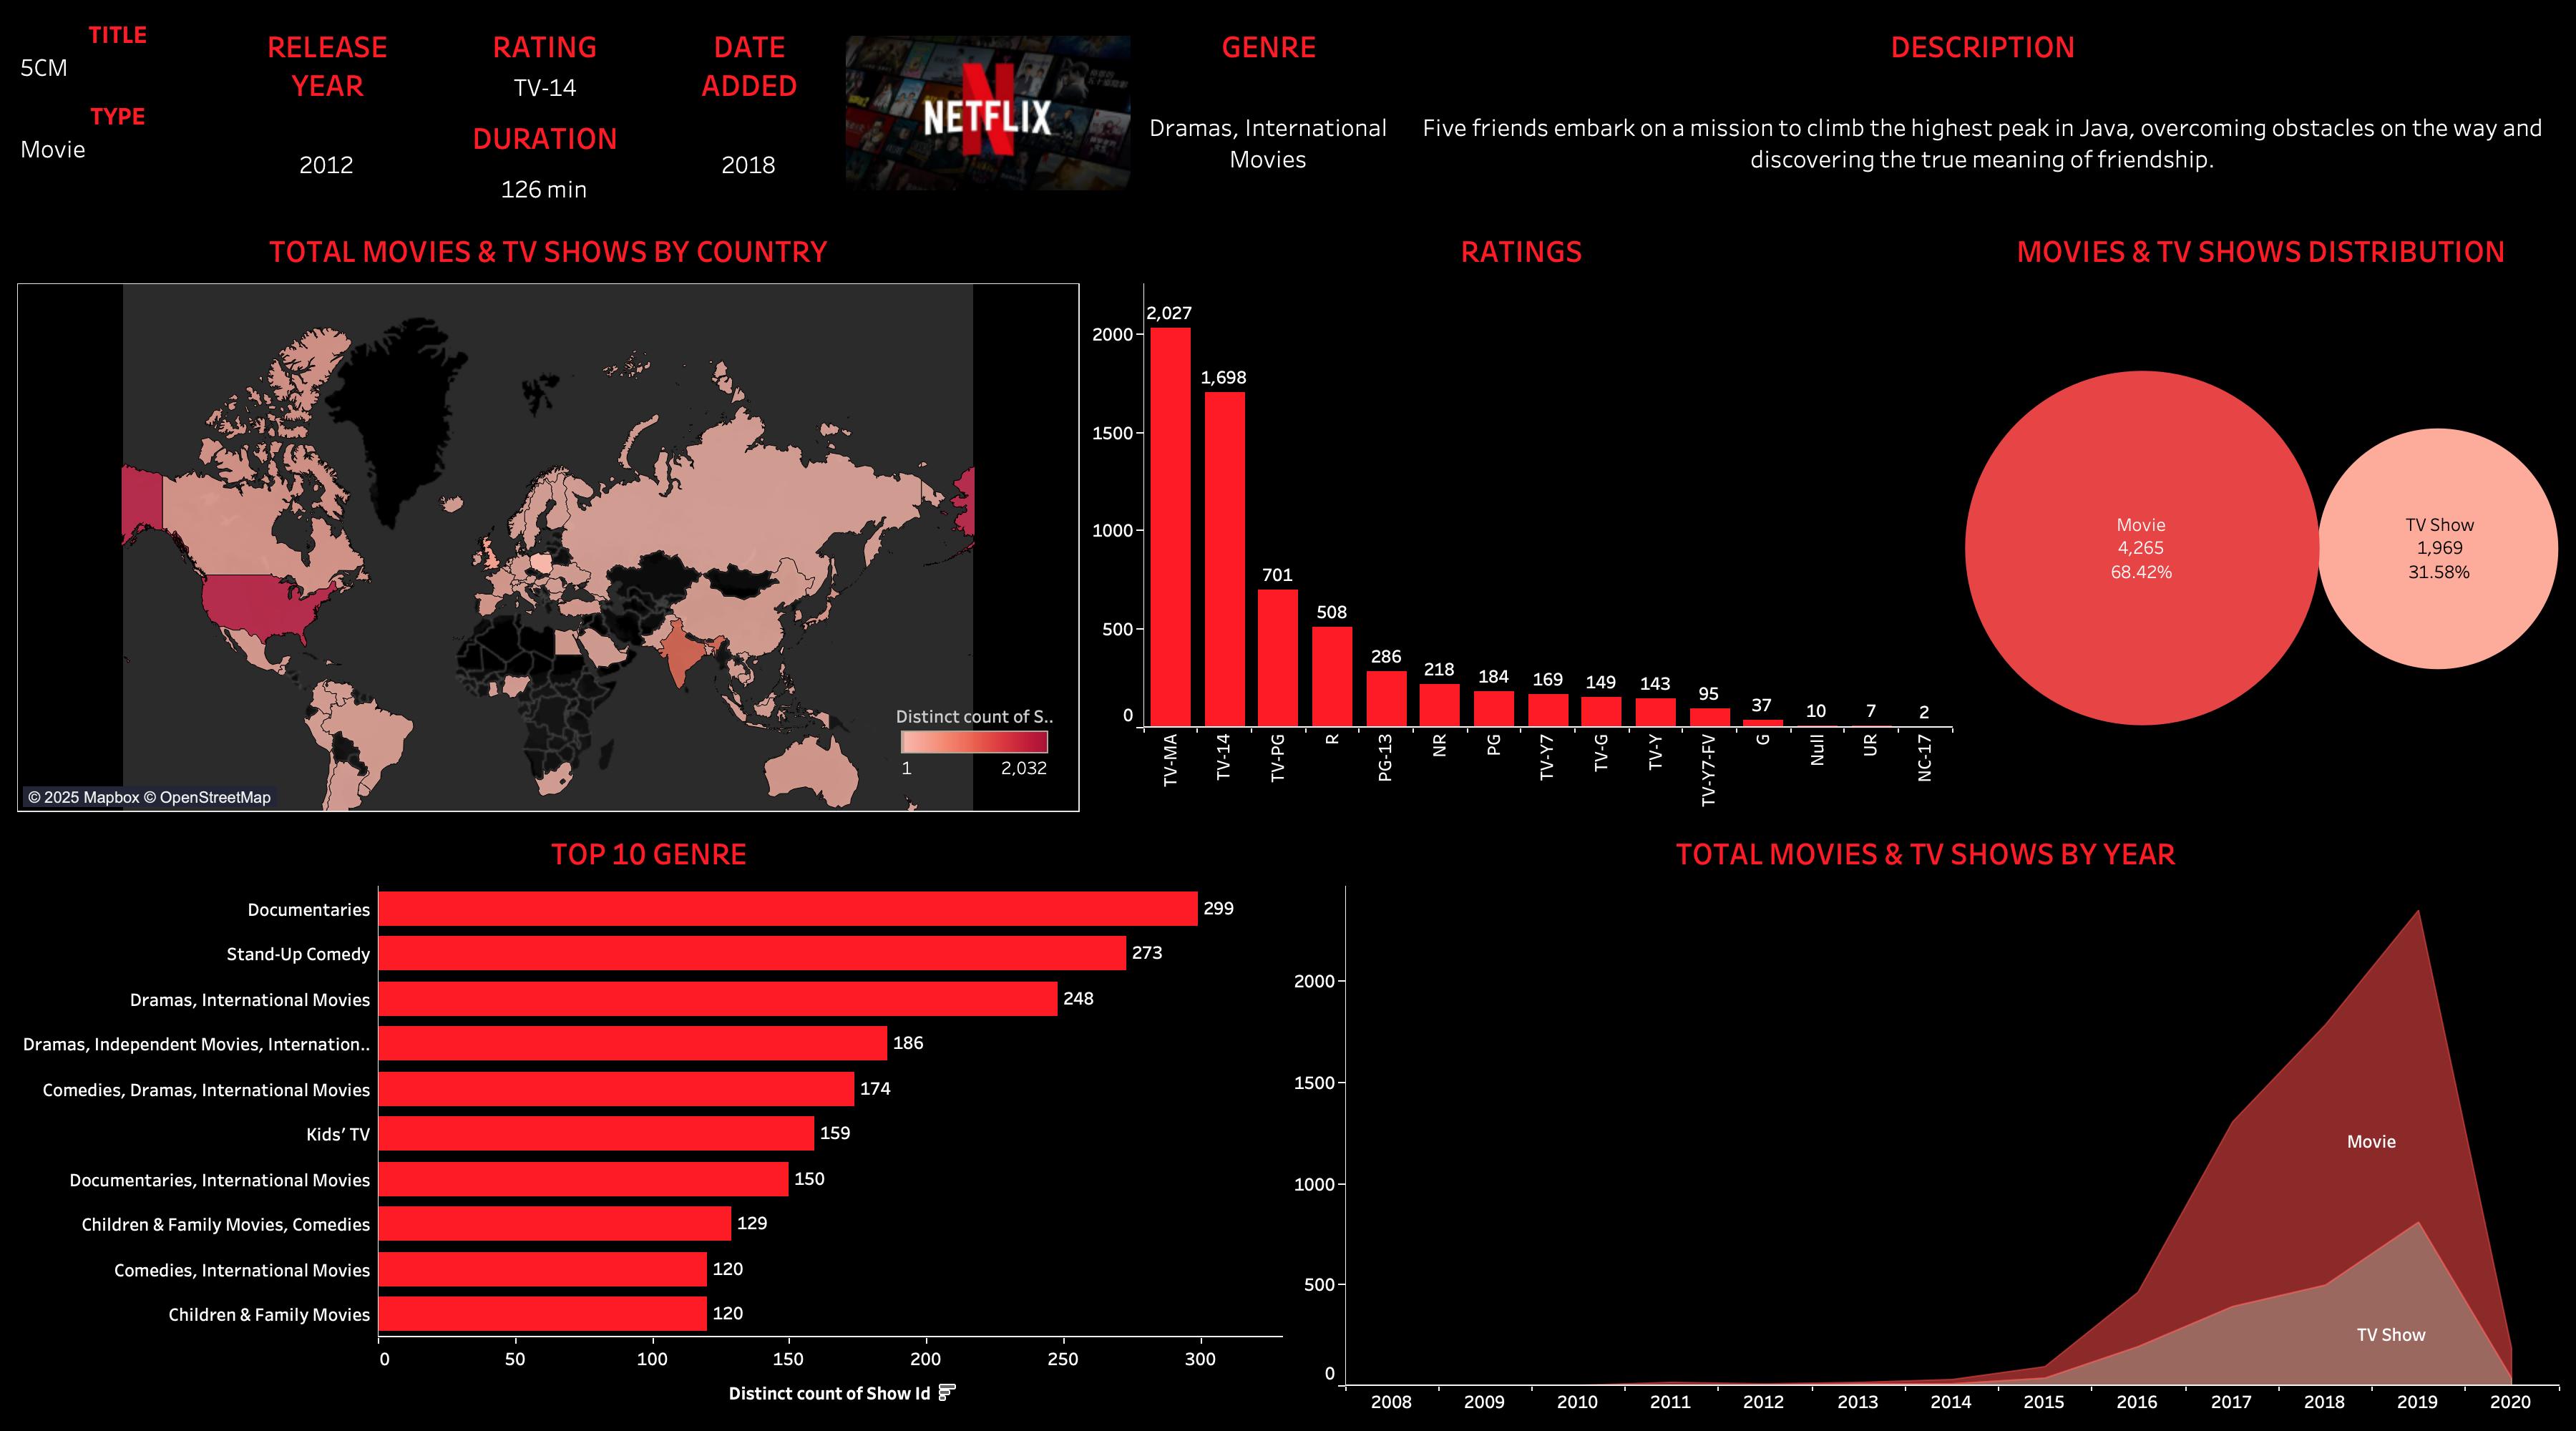 TITLE
5CM
TYPE
Movie
RELEASE
YEAR
2012
RATING
TV-14
DURATION
126 min
DATE
ADDED
2018
NETFLIX
GENRE
Dramas, International
Movies
DESCRIPTION
Five friends embark on a mission to climb the highest peak in Java, overcoming obstacles on the way and
discovering the true meaning of friendship.
TOTAL MOVIES & TV SHOWS BY COUNTRY
Distinct count of S..
1 2,032
© 2025 Mapbox © OpenStreetMap
RATINGS
2000
1500
1000
500
0
2,027
1,698
701
508
286
218
184
169
149
143
95
37
10
7
2
TV-MA
TV-14
TV-PG
R
PG-13
NR
PG
TV-Y7
TV-G
TV-Y
TV-Y7-FV
G
Null
UR
NC-17
MOVIES & TV SHOWS DISTRIBUTION
Movie
4,265
68.42%
TV Show
1,969
31.58%
TOP 10 GENRE
Documentaries 299
Stand-Up Comedy 273
Dramas, International Movies 248
Dramas, Independent Movies, Internation.. 186
Comedies, Dramas, International Movies 174
Kids' TV 159
Documentaries, International Movies 150
Children & Family Movies, Comedies 129
Comedies, International Movies 120
Children & Family Movies 120
0 50 100 150 200 250 300
Distinct count of Show Id
TOTAL MOVIES & TV SHOWS BY YEAR
2000
1500
1000
500
0
Movie
TV Show
2008 2009 2010 2011 2012 2013 2014 2015 2016 2017 2018 2019 2020